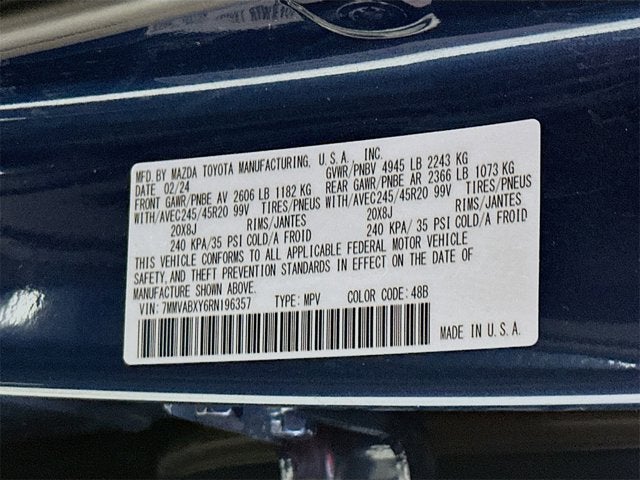 MFD. BY MAZDA TOYOTA MANUFACTURING, U.S.A., INC.
DATE 02/24 GVWR/PNBV 4945 LB 2243 KG
FRONT GAWR/PNBE AV 2606 LB 1182 KG REAR GAWR/PNBE AR 2366 LB 1073 KG
WITH/AVEC245/45R20 99V TIRES/PNEUS WITH/AVEC245/45R20 99V TIRES/PNEUS
20X8J RIMS/JANTES 20X8J RIMS/JANTES
240 KPA/35 PSI COLD/A FROID 240 KPA/ 35 PSI COLD/A FROID
THIS VEHICLE CONFORMS TO ALL APPLICABLE FEDERAL MOTOR VEHICLE
SAFETY, AND THEFT PREVENTION STANDARDS IN EFFECT ON THE DATE OF
MANUFACTURE SHOWN ABOVE.
VIN: 7MMVABXY6RN196357 TYPE: MPV COLOR CODE: 48B
MADE IN U.S.A.